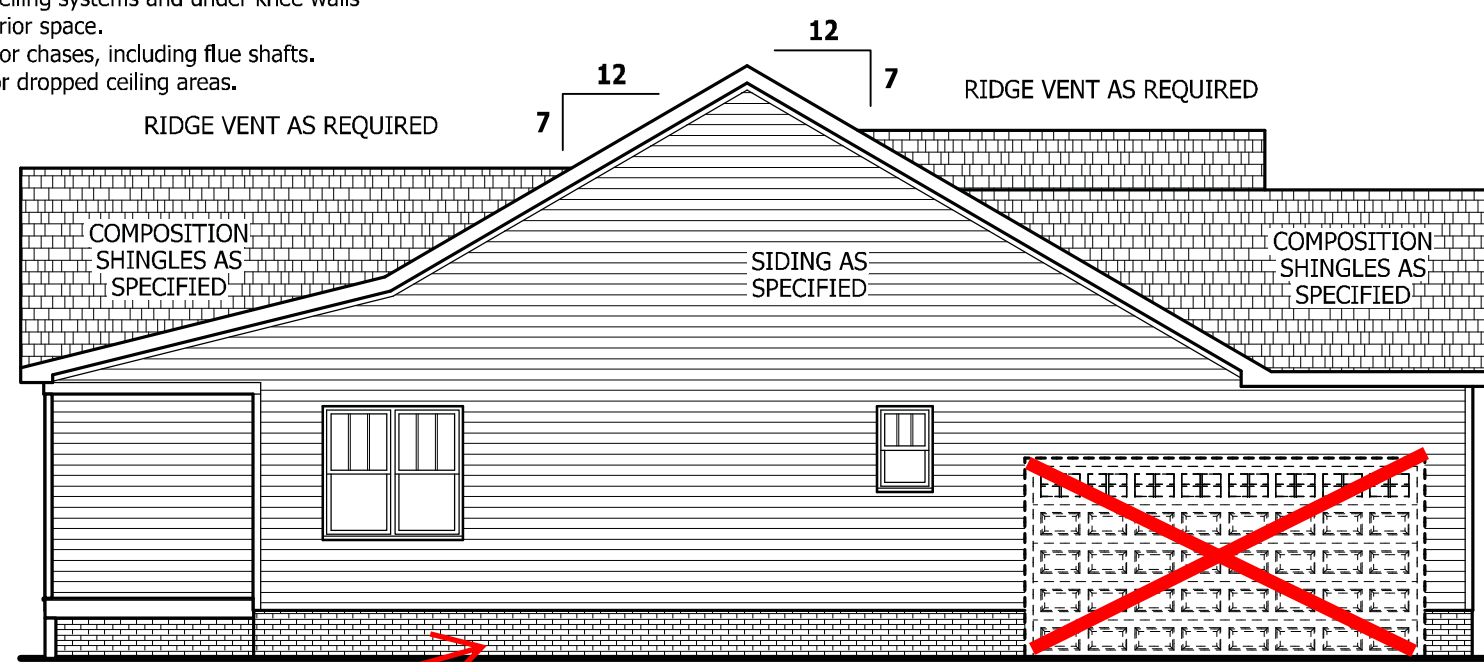 eiling systems and under knee walls
rior space.
or chases, including flue shafts.
or dropped ceiling areas.
12
7
12
7
RIDGE VENT AS REQUIRED
RIDGE VENT AS REQUIRED
COMPOSITION
SHINGLES AS
SPECIFIED
SIDING AS
SPECIFIED
COMPOSITION
SHINGLES AS
SPECIFIED